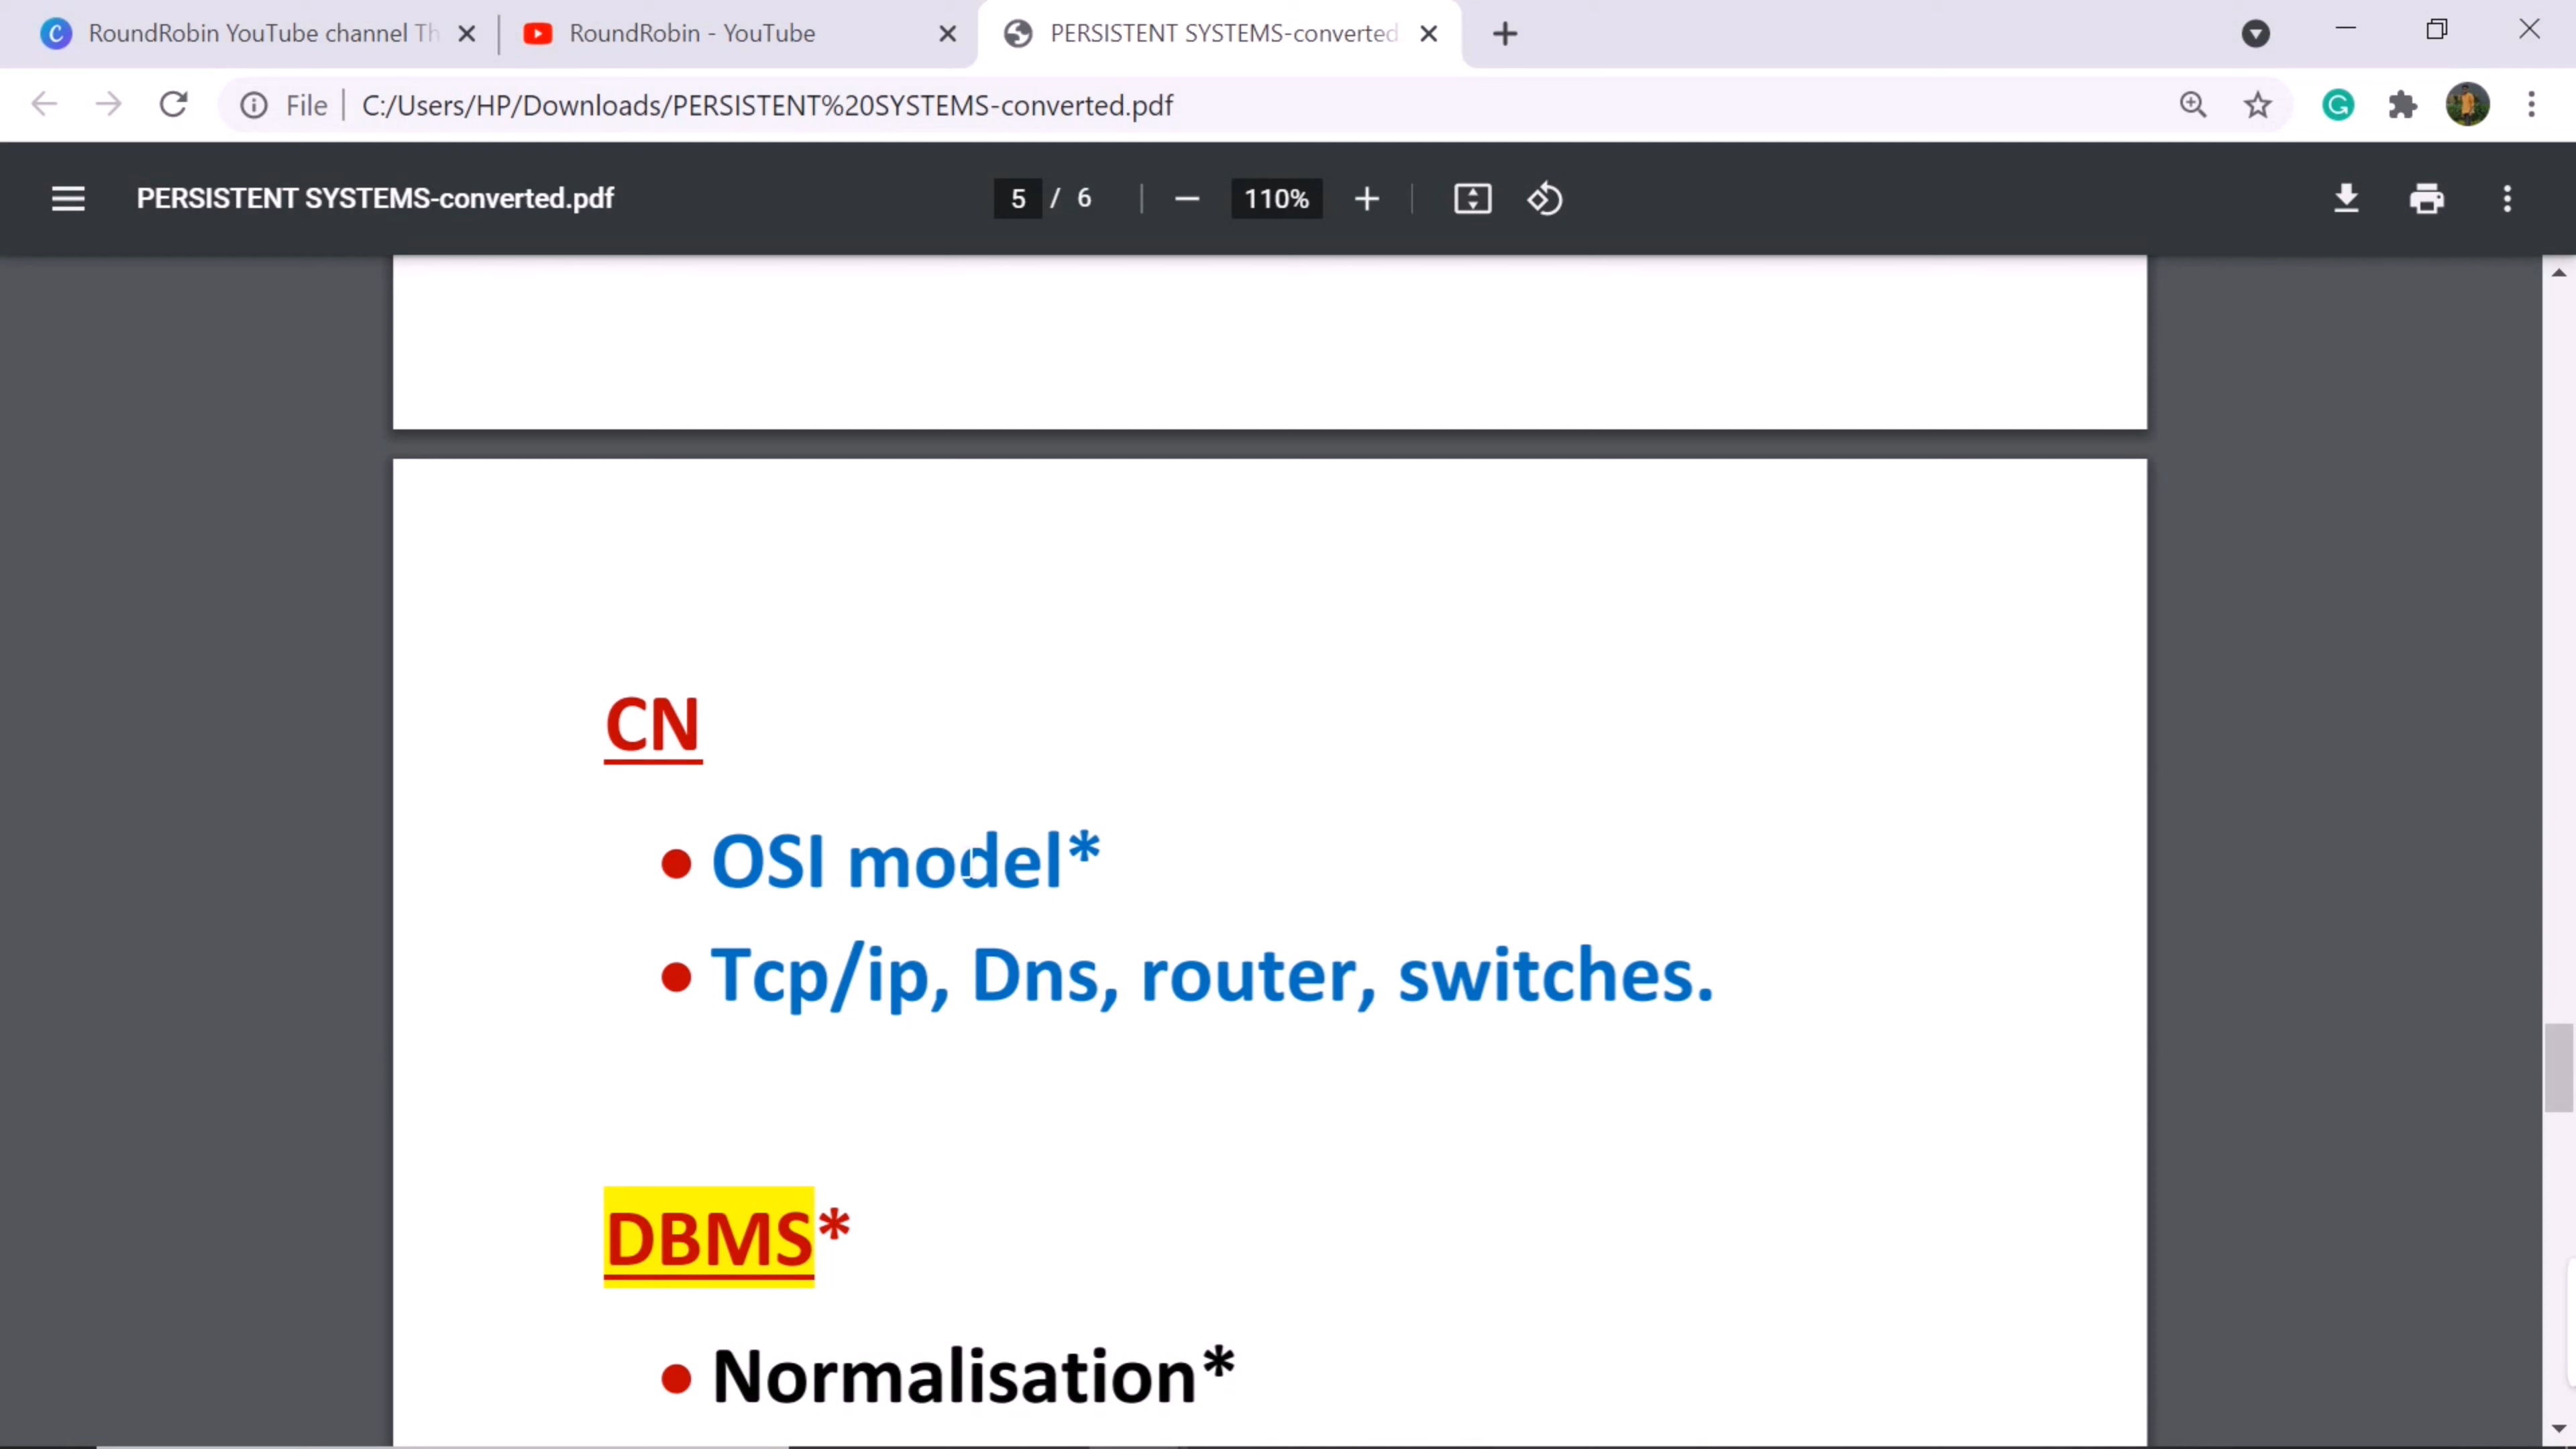 RoundRobin YouTube channel Th
RoundRobin - YouTube
PERSISTENT SYSTEMS-converted
File
C:/Users/HP/Downloads/PERSISTENT%20SYSTEMS-converted.pdf
PERSISTENT SYSTEMS-converted.pdf
5 / 6
110%
CN
• OSI model*
• Tcp/ip, Dns, router, switches.
DBMS*
• Normalisation*